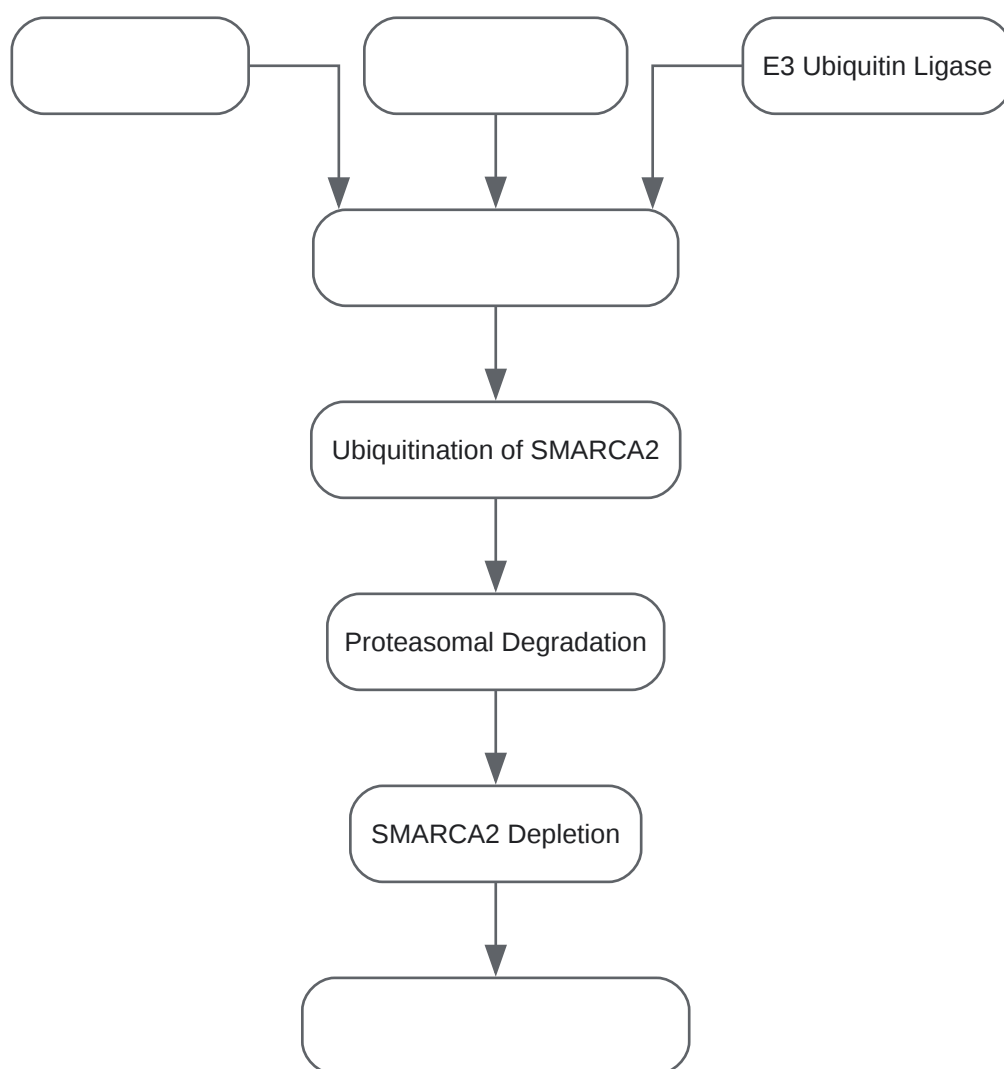 E3 Ubiquitin Ligase
Ubiquitination of SMARCA2
Proteasomal Degradation
SMARCA2 Depletion